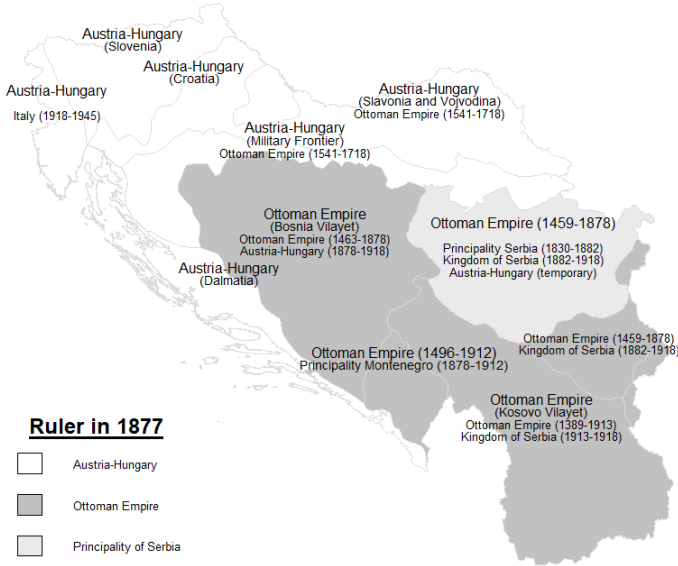 Austria-Hungary
(Slovenia)
Austria-Hungary
(Croatia)
Austria-Hungary
Italy (1918-1945)
Austria-Hungary
(Slavonia and Vojvodina)
Ottoman Empire (1541-1718)
Austria-Hungary
(Military Frontier)
Ottoman Empire (1541-1718)
Ottoman Empire
(Bosnia Vilayet)
Ottoman Empire (1463-1878)
Austria-Hungary (1878-1918)
Ottoman Empire (1459-1878)
Principality Serbia (1830-1882)
Kingdom of Serbia (1882-1918)
Austria-Hungary (temporary)
Austria-Hungary
(Dalmatia)
Ottoman Empire (1459-1878)
Kingdom of Serbia (1882-1918)
Ottoman Empire (1496-1912)
Principality Montenegro (1878-1912)
Ottoman Empire
(Kosovo Vilayet)
Ottoman Empire (1389-1913)
Kingdom of Serbia (1913-1918)
Ruler in 1877
Austria-Hungary
Ottoman Empire
Principality of Serbia